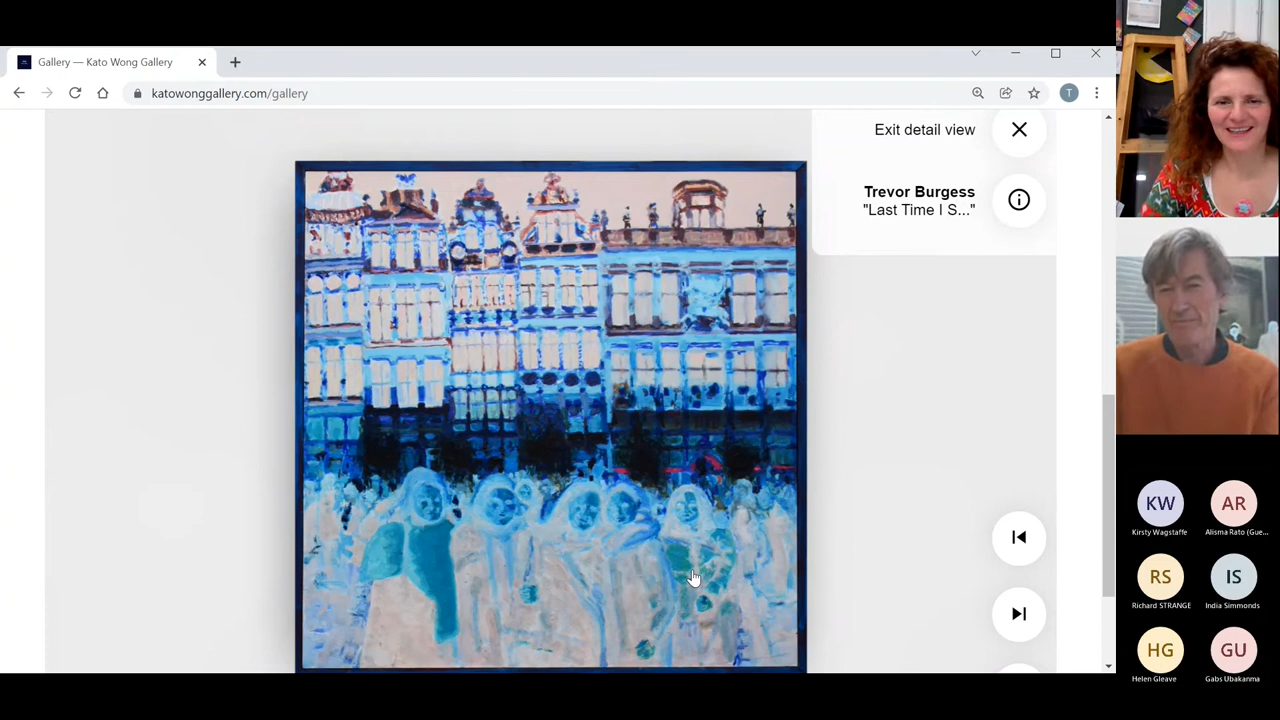 Gallery — Kato Wong Gallery
katowonggallery.com/gallery
T
Exit detail view
Trevor Burgess
"Last Time I S..."
KW
AR
Kirsty Wagstaffe
Alisma Rato (Gue...
RS
IS
Richard STRANGE
India Simmonds
HG
GU
Helen Gleave
Gabs Ubakanma